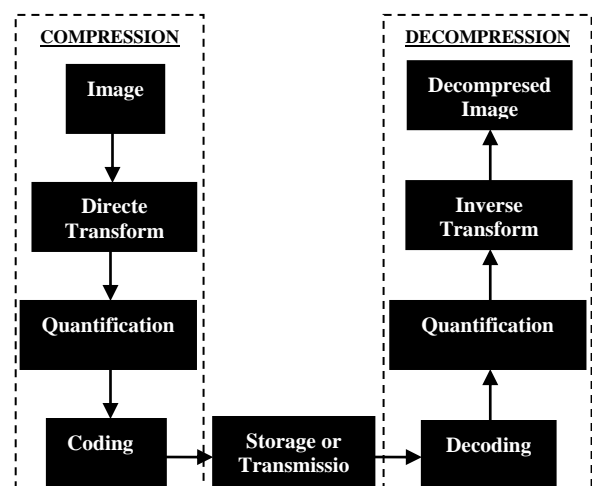 COMPRESSION
Image
Directe
Transform
Quantification
Coding
Storage or
Transmissio
DECOMPRESSION
Decompresed
Image
Inverse
Transform
Quantification
Decoding